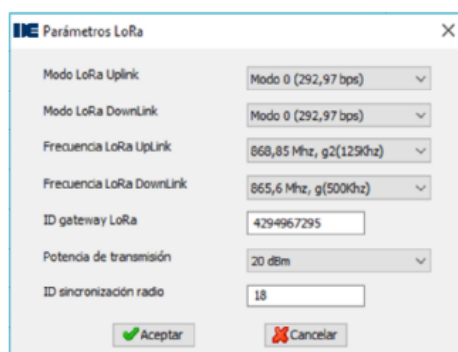 Parámetros LoRa
Modo LoRa Uplink Modo 0 (292,97 bps)
Modo LoRa DownLink Modo 0 (292,97 bps)
Frecuencia LoRa UpLink 868,85 Mhz, g2(125Khz)
Frecuencia LoRa DownLink 865,6 Mhz, g(500Khz)
ID gateway LoRa 4294967295
Potencia de transmisión 20 dBm
ID sincronización radio 18
Aceptar Cancelar